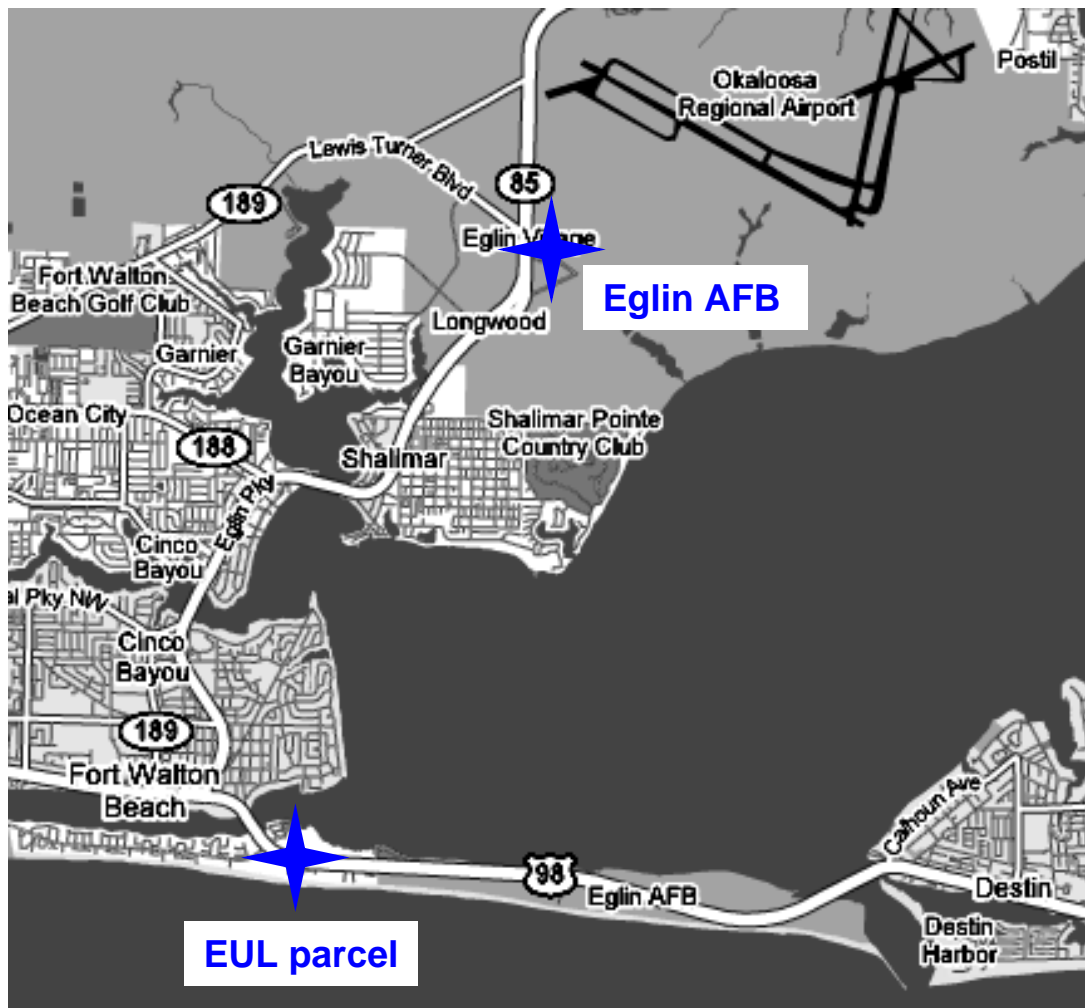 Postil
Okaloosa
Regional Airport
Lewis Turner Blvd
85
189
Eglin Village
Fort Walton
Beach Golf Club
Eglin AFB
Longwood
Garnier
Garnier
Bayou
Ocean City
Shalimar Pointe
Country Club
188
Shalimar
Eglin Pky
Cinco
Bayou
al Pky NW
Cinco
Bayou
189
Fort Walton
Beach
Calhoun Ave
98
Eglin AFB
Destin
Destin
Harbor
EUL parcel